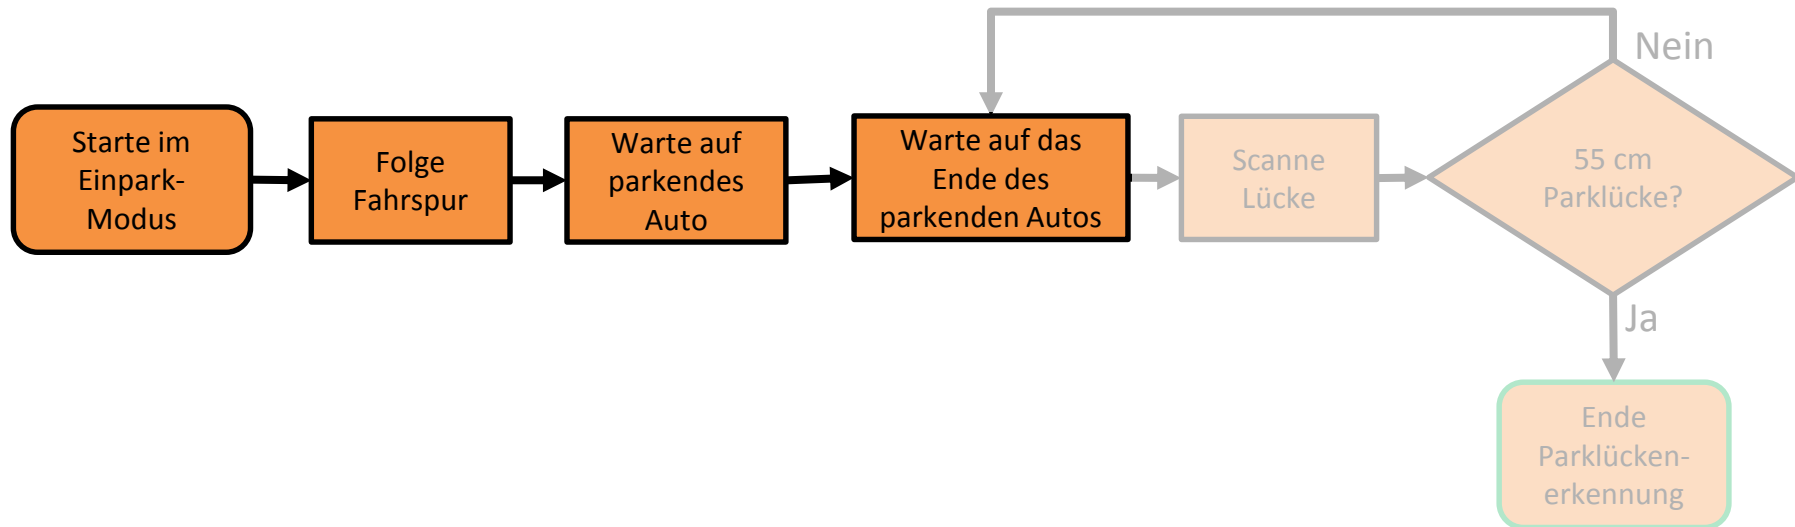 Starte im
Einpark-
Modus
Folge
Fahrspur
Warte auf
parkendes
Auto
Warte auf das
Ende des
parkenden Autos
Scanne
Lücke
55 cm
Parklücke?
Nein
Ja
Ende
Parklücken-
erkennung